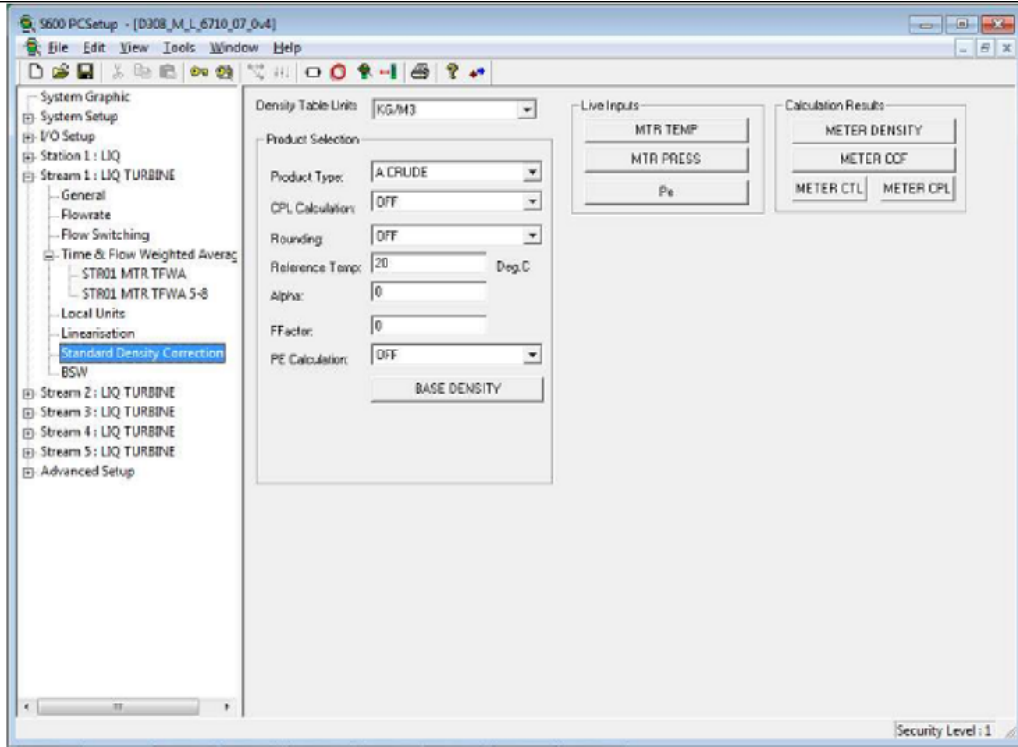 S600 PCSetup - [D308_M_L_6710_07_0v4]
File Edit View Tools Window Help
System Graphic
System Setup
I/O Setup
Station 1 : LIQ
Stream 1 : LIQ TURBINE
General
Flowrate
Flow Switching
Time & Flow Weighted Averag
STR01 MTR TFWA
STR01 MTR TFWA 5-8
Local Units
Linearisation
Standard Density Correction
BSW
Stream 2 : LIQ TURBINE
Stream 3 : LIQ TURBINE
Stream 4 : LIQ TURBINE
Stream 5 : LIQ TURBINE
Advanced Setup
Density Table Units KG/M3
Product Selection
Product Type: A CRUDE
CPL Calculation: OFF
Rounding OFF
Reference Temp: 20 Deg.C
Alpha: 0
FFactor: 0
PE Calculation: OFF
BASE DENSITY
Live Inputs
MTR TEMP
MTR PRESS
Pe
Calculation Results
METER DENSITY
METER CCF
METER CTL METER CPL
Security Level : 1